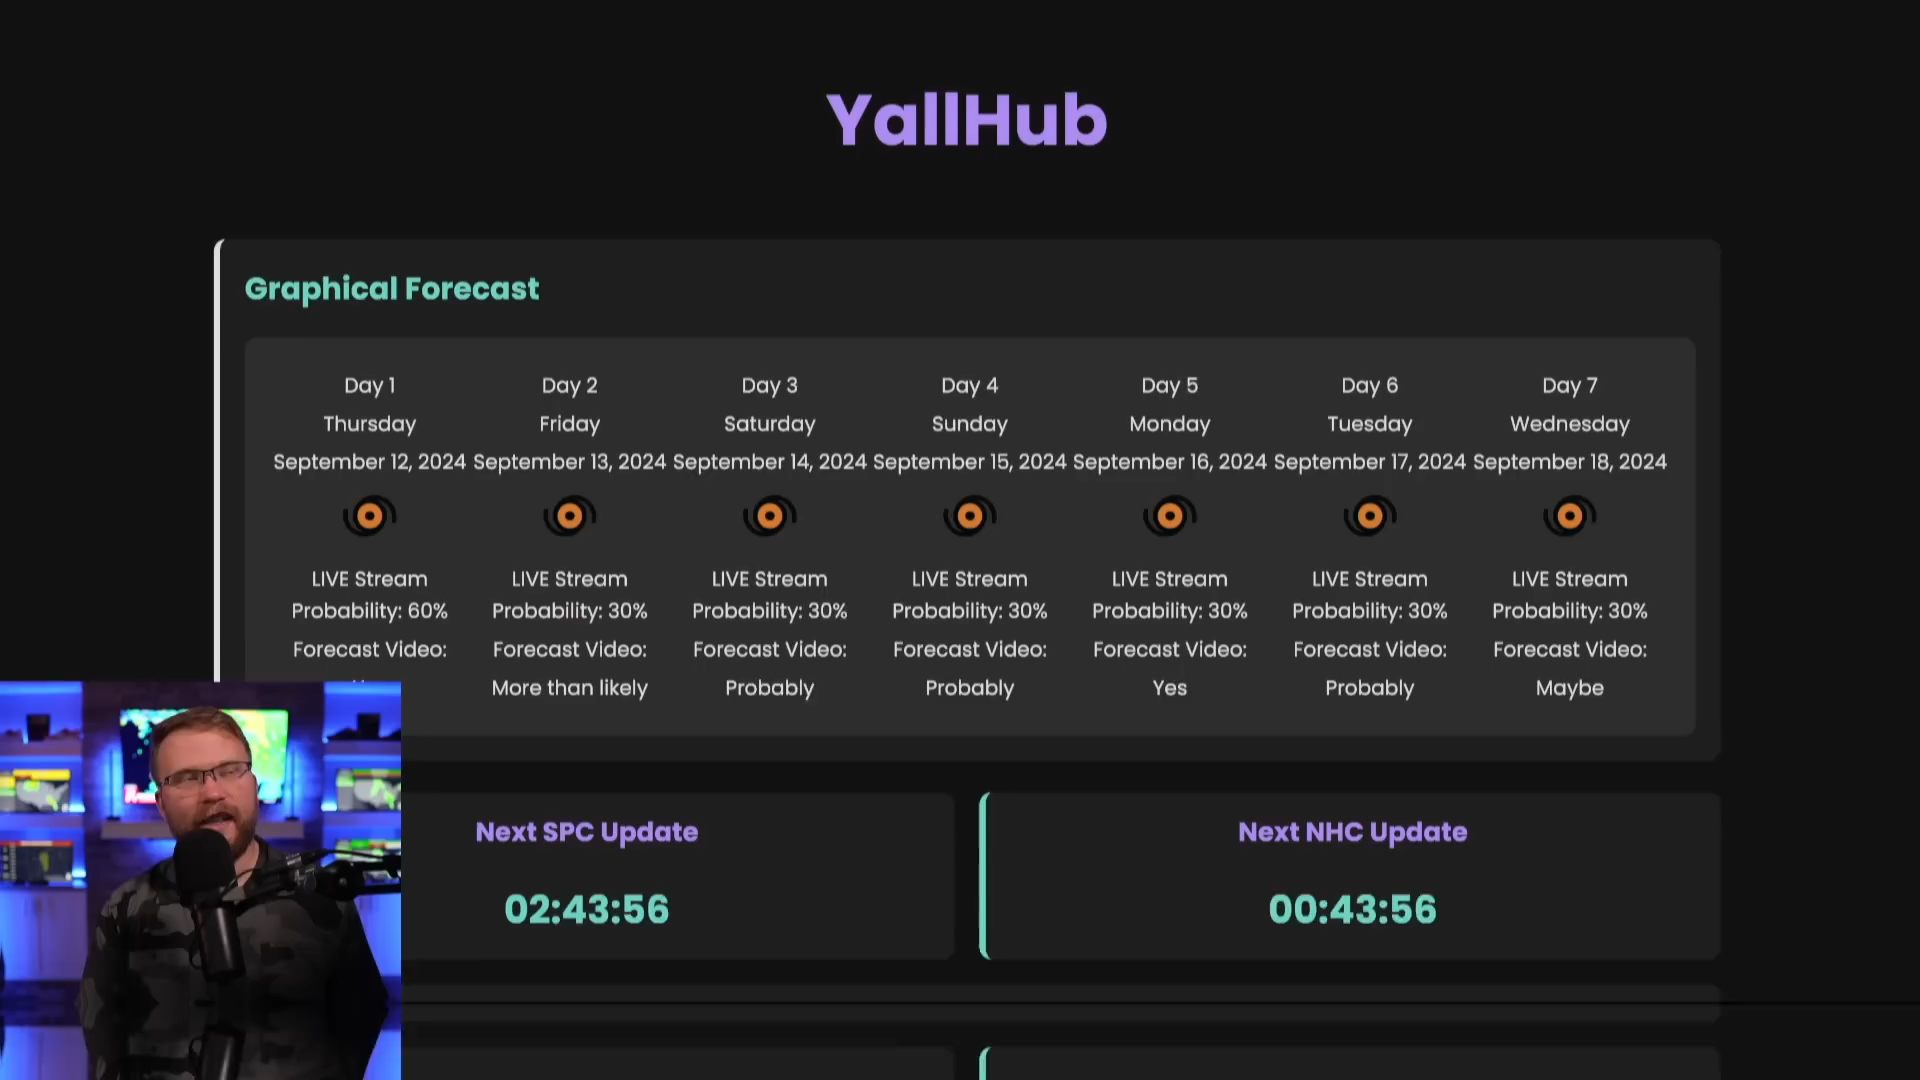 YallHub
Graphical Forecast
Day 1 Day 2 Day 3 Day 4 Day 5 Day 6 Day 7
Thursday Friday Saturday Sunday Monday Tuesday Wednesday
September 12, 2024 September 13, 2024 September 14, 2024 September 15, 2024 September 16, 2024 September 17, 2024 September 18, 2024
LIVE Stream LIVE Stream LIVE Stream LIVE Stream LIVE Stream LIVE Stream LIVE Stream
Probability: 60% Probability: 30% Probability: 30% Probability: 30% Probability: 30% Probability: 30% Probability: 30%
Forecast Video: Forecast Video: Forecast Video: Forecast Video: Forecast Video: Forecast Video: Forecast Video:
More than likely Probably Probably Yes Probably Maybe
Next SPC Update Next NHC Update
02:43:56 00:43:56